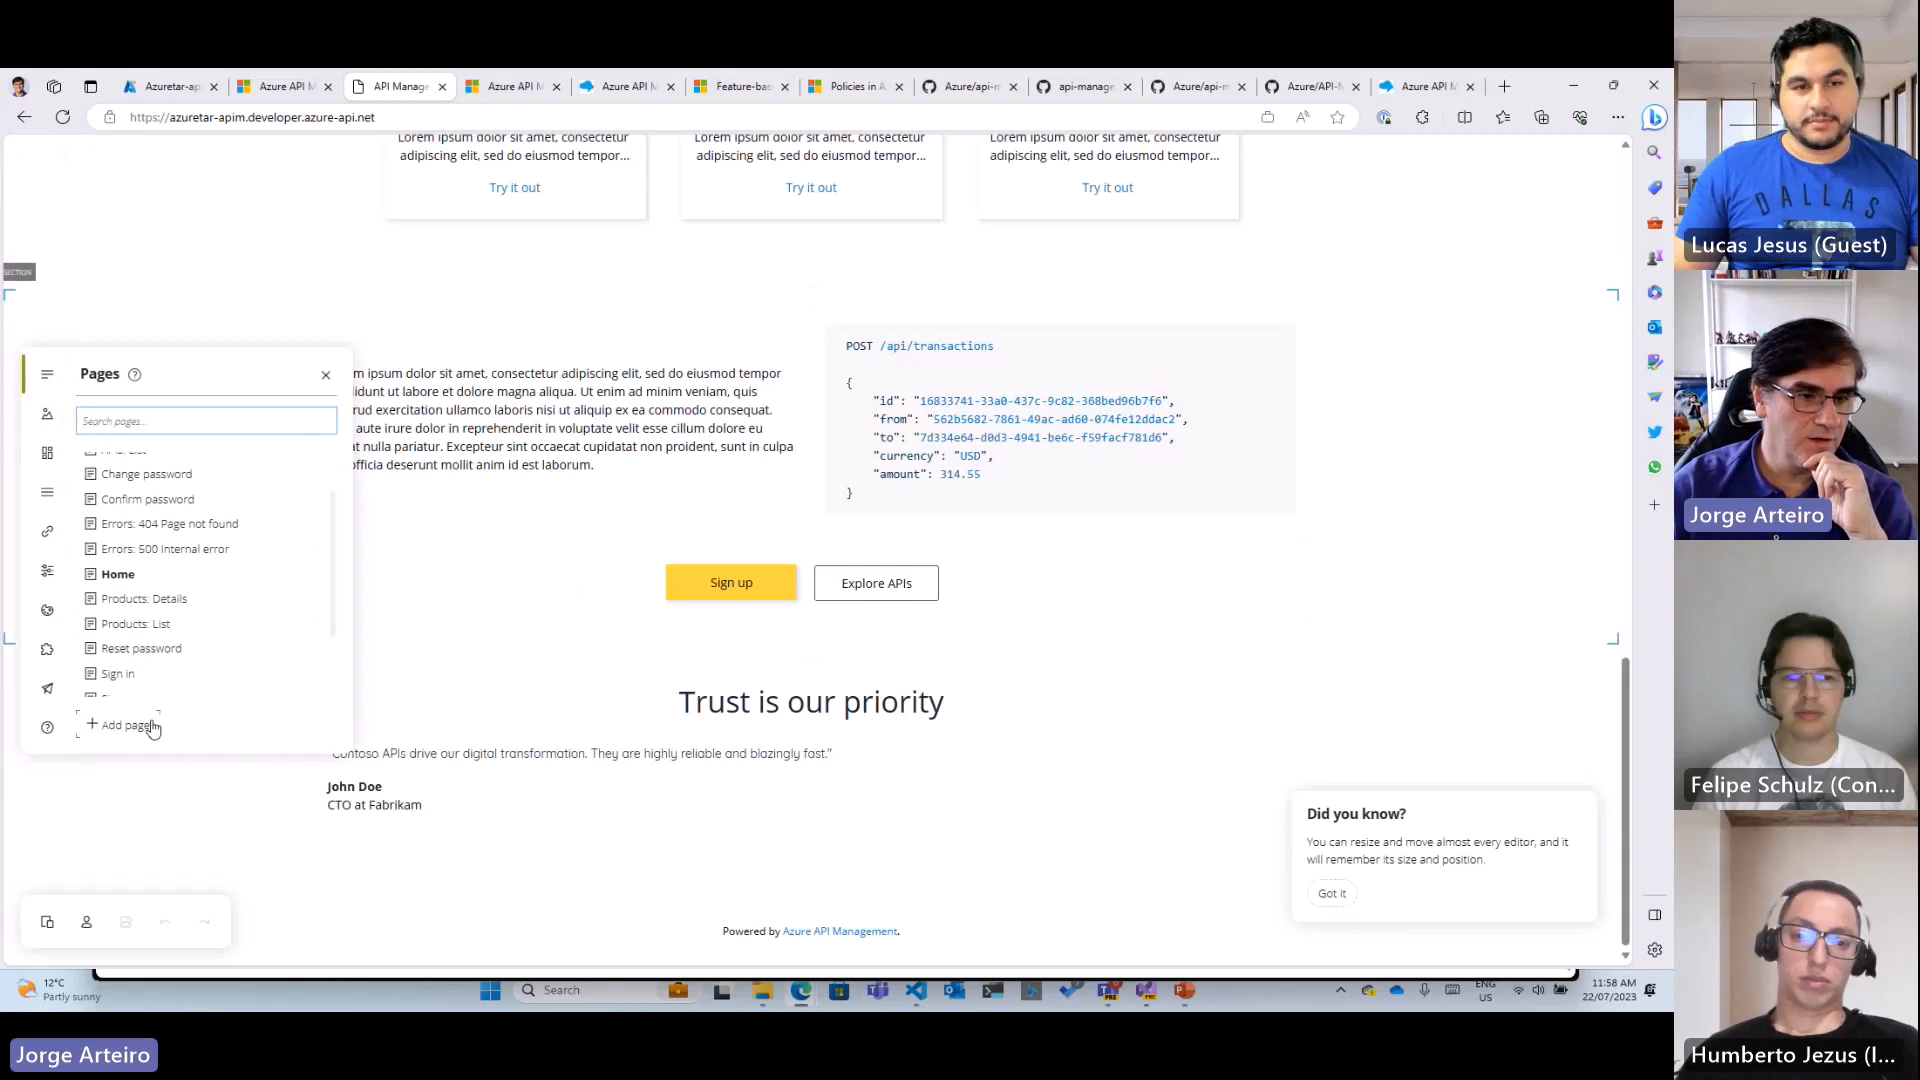 Azuretar-ap
Azure API M
API Manage
Azure API M
Azure API M
Feature-bas
Policies in A
Azure/api-m
api-manage
Azure/api-m
Azure/API-M
Azure API M
https://azuretar-apim.developer.azure-api.net
Lorem ipsum dolor sit amet, consectetur
adipiscing elit, sed do eiusmod tempor...
Try it out
Lorem ipsum dolor sit amet, consectetur
adipiscing elit, sed do eiusmod tempor...
Try it out
Lorem ipsum dolor sit amet, consectetur
adipiscing elit, sed do eiusmod tempor...
Try it out
SECTION
Pages
Search pages...
Change password
Confirm password
Errors: 404 Page not found
Errors: 500 Internal error
Home
Products: Details
Products: List
Reset password
Sign in
+ Add page
m ipsum dolor sit amet, consectetur adipiscing elit, sed do eiusmod tempor
didunt ut labore et dolore magna aliqua. Ut enim ad minim veniam, quis
rud exercitation ullamco laboris nisi ut aliquip ex ea commodo consequat.
aute irure dolor in reprehenderit in voluptate velit esse cillum dolore eu
at nulla pariatur. Excepteur sint occaecat cupidatat non proident, sunt in culpa
officia deserunt mollit anim id est laborum.
POST /api/transactions
{
"id": "16833741-33a0-437c-9c82-368bed96b7f6",
"from": "562b5682-7861-49ac-ad60-074fe12ddac2",
"to": "7d334e64-d0d3-4941-be6c-f59facf781d6",
"currency": "USD",
"amount": 314.55
}
Sign up
Explore APIs
Trust is our priority
"Contoso APIs drive our digital transformation. They are highly reliable and blazingly fast."
John Doe
CTO at Fabrikam
Did you know?
You can resize and move almost every editor, and it
will remember its size and position.
Got it
Powered by Azure API Management.
12°C
Partly sunny
Search
ENG
US
11:58 AM
22/07/2023
Jorge Arteiro
DALLAS
Lucas Jesus (Guest)
Jorge Arteiro
Felipe Schulz (Con...
Humberto Jezus (I...